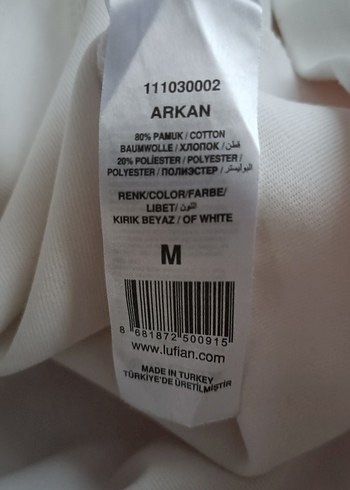 111030002
ARKAN
80% PAMUK / COTTON
BAUMWOLLE / ХЛОПОК / قطن /
20% POLİESTER / POLYESTER /
POLYESTER / ПОЛИЭСТЕР / البوليستر
RENK/COLOR/FARBE/
LIBET/ اللون
KIRIK BEYAZ / OF WHITE
M
8 681872 500915
www.lufian.com
MADE IN TURKEY
TÜRKİYE'DE ÜRETİLMİŞTİR